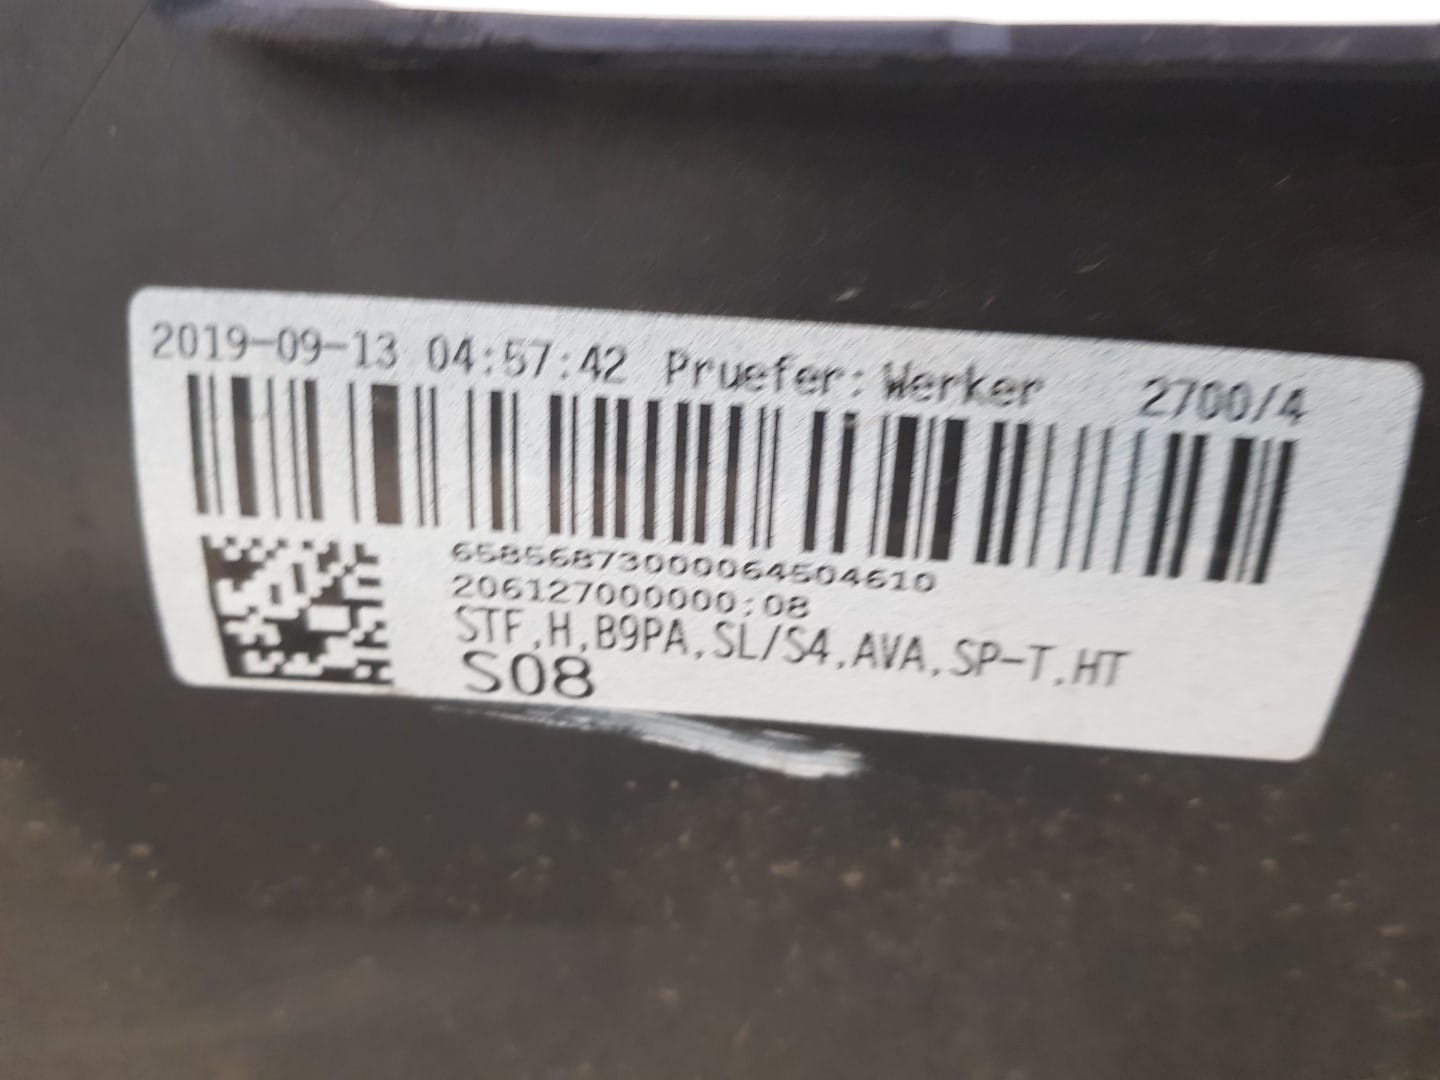 2019-09-13 04:57:42 Pruefer: Werker 2700/4
65856873000064504610
206127000000:08
STF,H,B9PA,SL/S4,AVA,SP-T,HT
S08